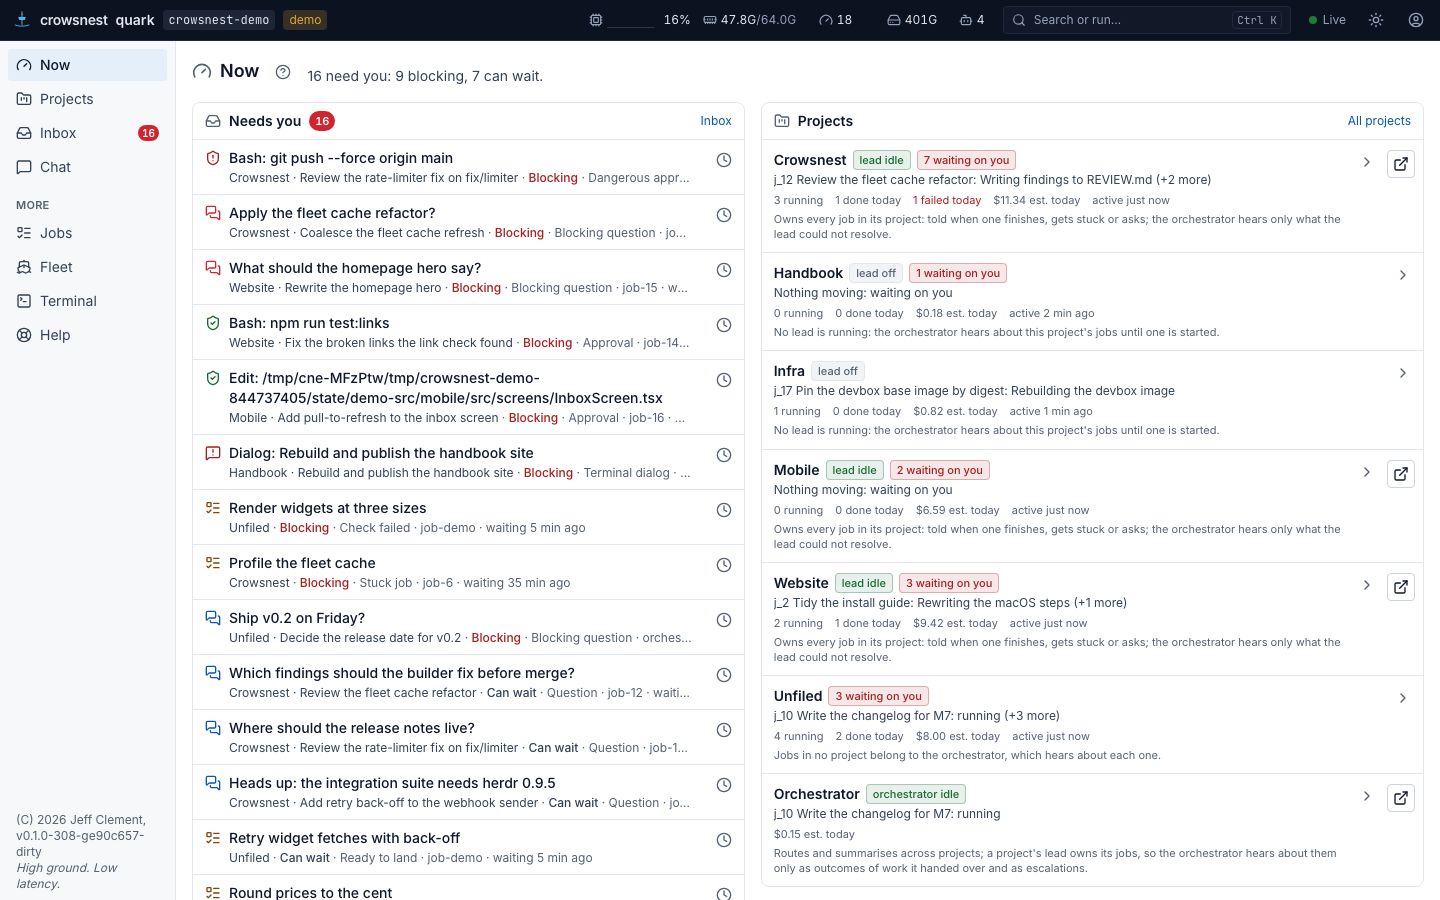 crowsnest quark crowsnest-demo demo
16% 47.8G/64.0G 18 401G 4 Search or run... Ctrl K Live
Now
Projects
Inbox 16
Chat
MORE
Jobs
Fleet
Terminal
Help
(C) 2026 Jeff Clement,
v0.1.0-308-ge90c657-
dirty
High ground. Low
latency.
Now 16 need you: 9 blocking, 7 can wait.
Needs you 16 Inbox
Bash: git push --force origin main
Crowsnest · Review the rate-limiter fix on fix/limiter · Blocking · Dangerous appr...
Apply the fleet cache refactor?
Crowsnest · Coalesce the fleet cache refresh · Blocking · Blocking question · jo...
What should the homepage hero say?
Website · Rewrite the homepage hero · Blocking · Blocking question · job-15 · w...
Bash: npm run test:links
Website · Fix the broken links the link check found · Blocking · Approval · job-14...
Edit: /tmp/cne-MFzPtw/tmp/crowsnest-demo-
844737405/state/demo-src/mobile/src/screens/InboxScreen.tsx
Mobile · Add pull-to-refresh to the inbox screen · Blocking · Approval · job-16 · ...
Dialog: Rebuild and publish the handbook site
Handbook · Rebuild and publish the handbook site · Blocking · Terminal dialog · ...
Render widgets at three sizes
Unfiled · Blocking · Check failed · job-demo · waiting 5 min ago
Profile the fleet cache
Crowsnest · Blocking · Stuck job · job-6 · waiting 35 min ago
Ship v0.2 on Friday?
Unfiled · Decide the release date for v0.2 · Blocking · Blocking question · orches...
Which findings should the builder fix before merge?
Crowsnest · Review the fleet cache refactor · Can wait · Question · job-12 · waiti...
Where should the release notes live?
Crowsnest · Review the rate-limiter fix on fix/limiter · Can wait · Question · job-1...
Heads up: the integration suite needs herdr 0.9.5
Crowsnest · Add retry back-off to the webhook sender · Can wait · Question · jo...
Retry widget fetches with back-off
Unfiled · Can wait · Ready to land · job-demo · waiting 5 min ago
Round prices to the cent
Projects All projects
Crowsnest lead idle 7 waiting on you
j_12 Review the fleet cache refactor: Writing findings to REVIEW.md (+2 more)
3 running 1 done today 1 failed today $11.34 est. today active just now
Owns every job in its project: told when one finishes, gets stuck or asks; the orchestrator hears only what the
lead could not resolve.
Handbook lead off 1 waiting on you
Nothing moving: waiting on you
0 running 0 done today $0.18 est. today active 2 min ago
No lead is running: the orchestrator hears about this project's jobs until one is started.
Infra lead off
j_17 Pin the devbox base image by digest: Rebuilding the devbox image
1 running 0 done today $0.82 est. today active 1 min ago
No lead is running: the orchestrator hears about this project's jobs until one is started.
Mobile lead idle 2 waiting on you
Nothing moving: waiting on you
0 running 0 done today $6.59 est. today active just now
Owns every job in its project: told when one finishes, gets stuck or asks; the orchestrator hears only what the
lead could not resolve.
Website lead idle 3 waiting on you
j_2 Tidy the install guide: Rewriting the macOS steps (+1 more)
2 running 1 done today $9.42 est. today active just now
Owns every job in its project: told when one finishes, gets stuck or asks; the orchestrator hears only what the
lead could not resolve.
Unfiled 3 waiting on you
j_10 Write the changelog for M7: running (+3 more)
4 running 2 done today $8.00 est. today active just now
Jobs in no project belong to the orchestrator, which hears about each one.
Orchestrator orchestrator idle
j_10 Write the changelog for M7: running
$0.15 est. today
Routes and summarises across projects; a project's lead owns its jobs, so the orchestrator hears about them
only as outcomes of work it handed over and as escalations.